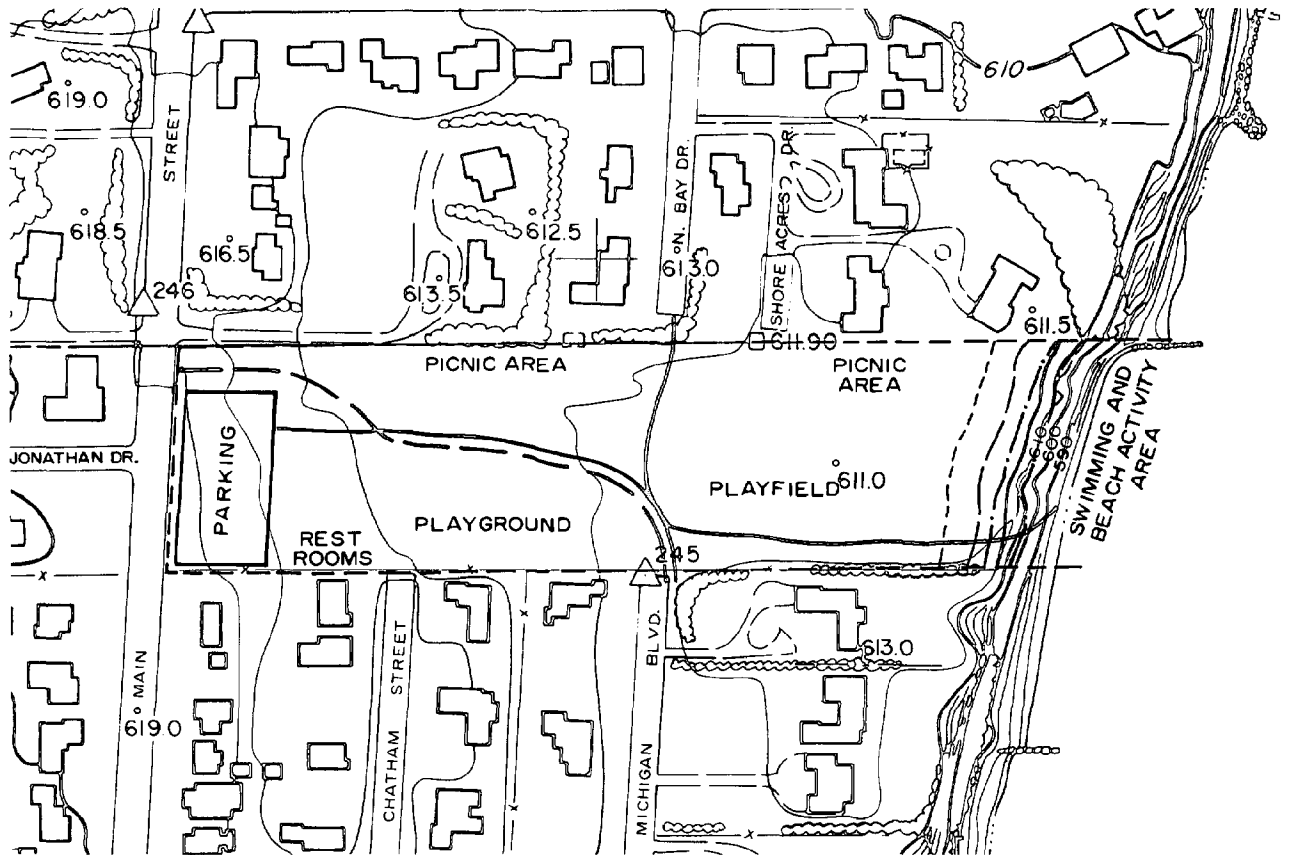 610
619.0
STREET
N. BAY DR.
SHORE ACRES DR.
618.5
616.5
612.5
613.0
246
613.5
611.5
611.90
PICNIC AREA
PICNIC
AREA
SWIMMING AND
BEACH ACTIVITY
AREA
610
600
590
JONATHAN DR.
PARKING
PLAYFIELD
611.0
PLAYGROUND
REST
ROOMS
245
MAIN
619.0
CHATHAM STREET
BLVD.
MICHIGAN
613.0